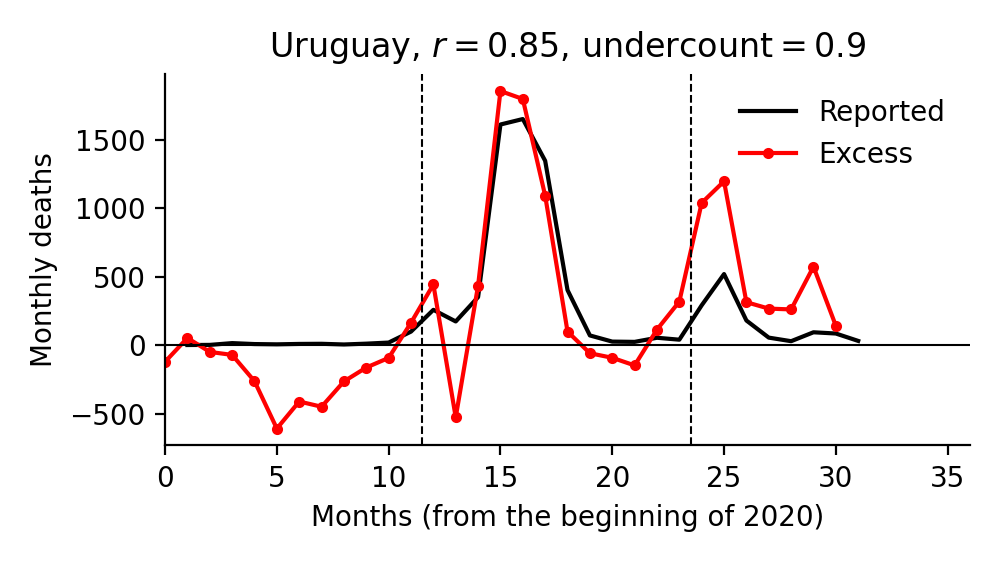 Uruguay, r = 0.85, undercount = 0.9
Reported
Excess
Monthly deaths
1500
1000
500
0
−500
0 5 10 15 20 25 30 35
Months (from the beginning of 2020)